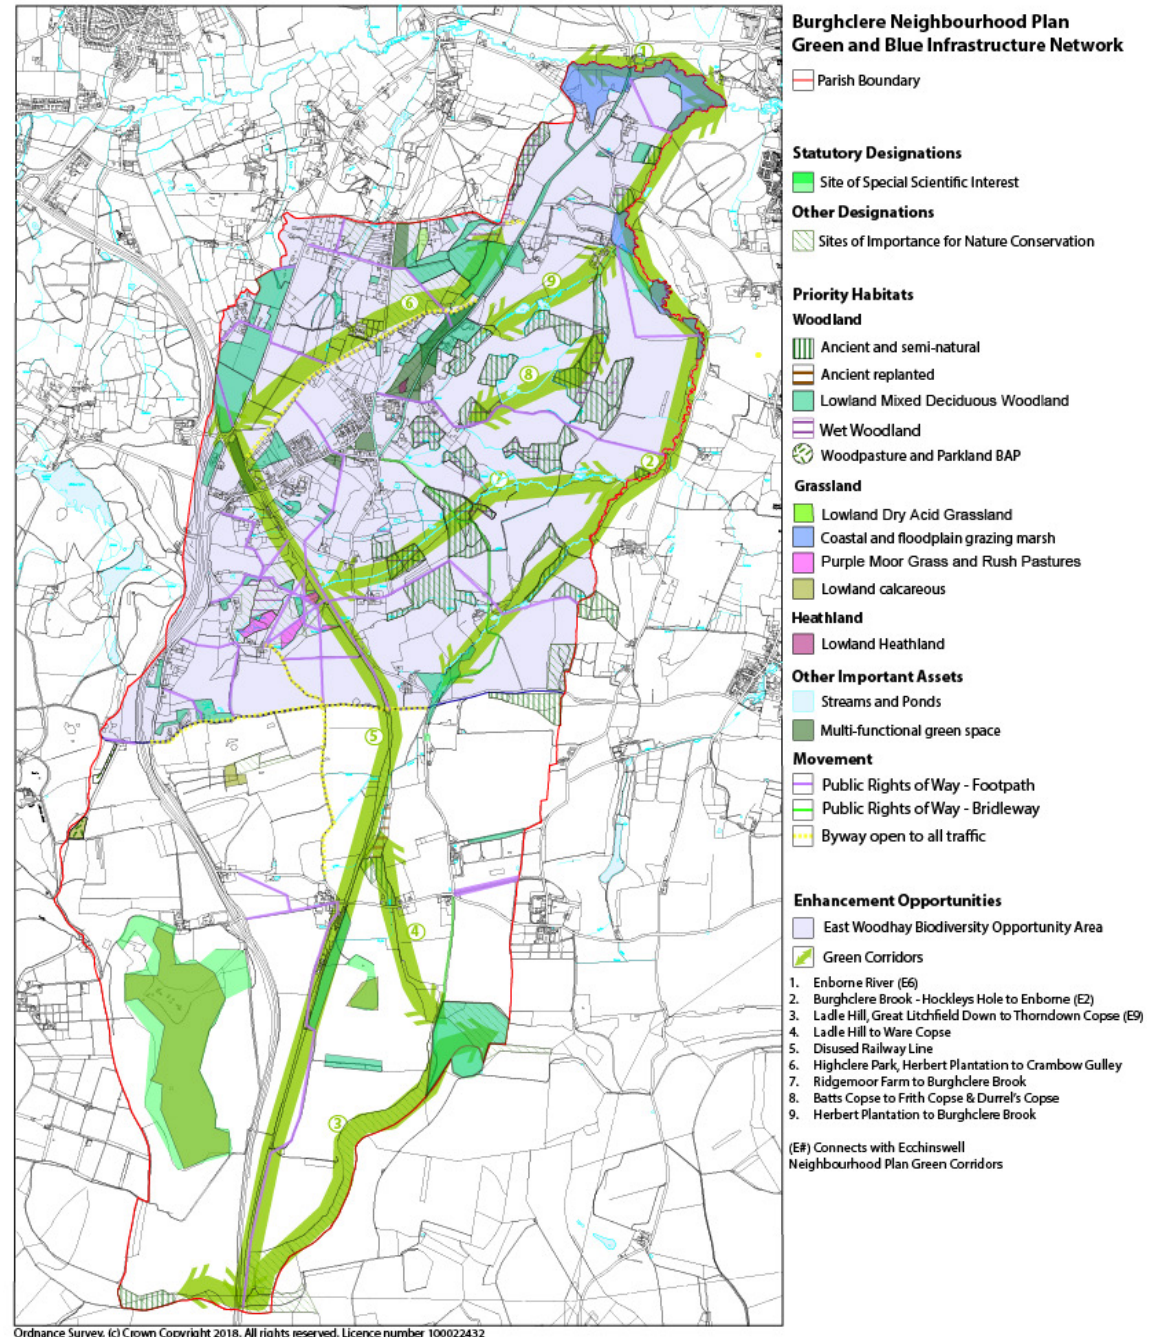 Burghclere Neighbourhood Plan
Green and Blue Infrastructure Network
Parish Boundary
Statutory Designations
Site of Special Scientific Interest
Other Designations
Sites of Importance for Nature Conservation
Priority Habitats
Woodland
Ancient and semi-natural
Ancient replanted
Lowland Mixed Deciduous Woodland
Wet Woodland
Woodpasture and Parkland BAP
Grassland
Lowland Dry Acid Grassland
Coastal and floodplain grazing marsh
Purple Moor Grass and Rush Pastures
Lowland calcareous
Heathland
Lowland Heathland
Other Important Assets
Streams and Ponds
Multi-functional green space
Movement
Public Rights of Way - Footpath
Public Rights of Way - Bridleway
Byway open to all traffic
Enhancement Opportunities
East Woodhay Biodiversity Opportunity Area
Green Corridors
1. Enborne River (E6)
2. Burghclere Brook - Hockleys Hole to Enborne (E2)
3. Ladle Hill, Great Litchfield Down to Thorndown Copse (E9)
4. Ladle Hill to Ware Copse
5. Disused Railway Line
6. Highclere Park, Herbert Plantation to Crambow Gulley
7. Ridgemoor Farm to Burghclere Brook
8. Batts Copse to Frith Copse & Durrel's Copse
9. Herbert Plantation to Burghclere Brook
(E#) Connects with Ecchinswell
Neighbourhood Plan Green Corridors
1
9
6
8
2
7
5
4
3
Ordnance Survey, (c) Crown Copyright 2018. All rights reserved. Licence number 100022432